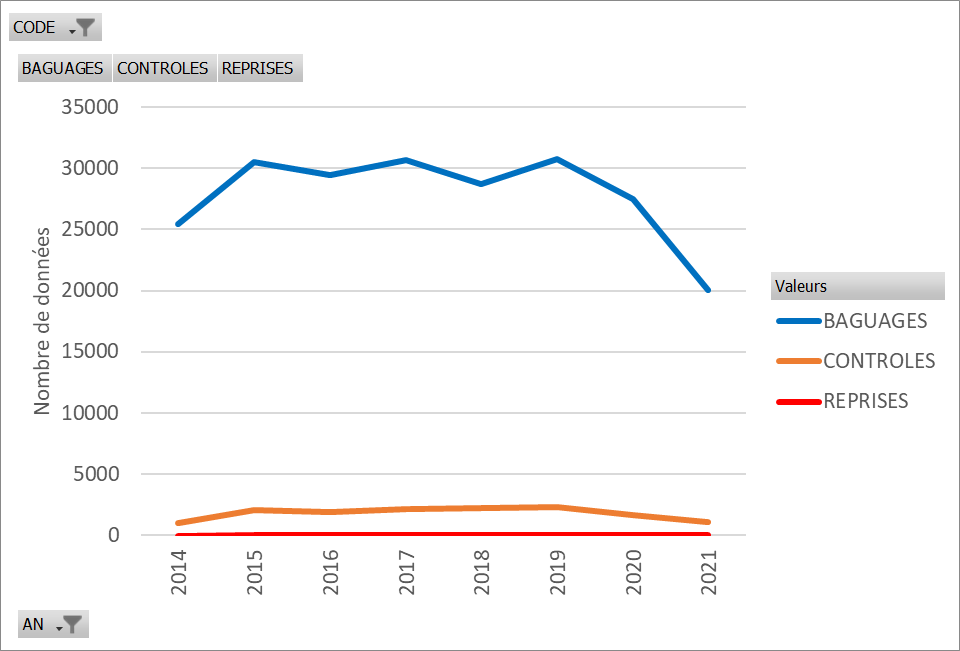 CODE
BAGUAGES CONTROLES REPRISES
Nombre de données
35000
30000
25000
20000
15000
10000
5000
0
2014 2015 2016 2017 2018 2019 2020 2021
Valeurs
BAGUAGES
CONTROLES
REPRISES
AN